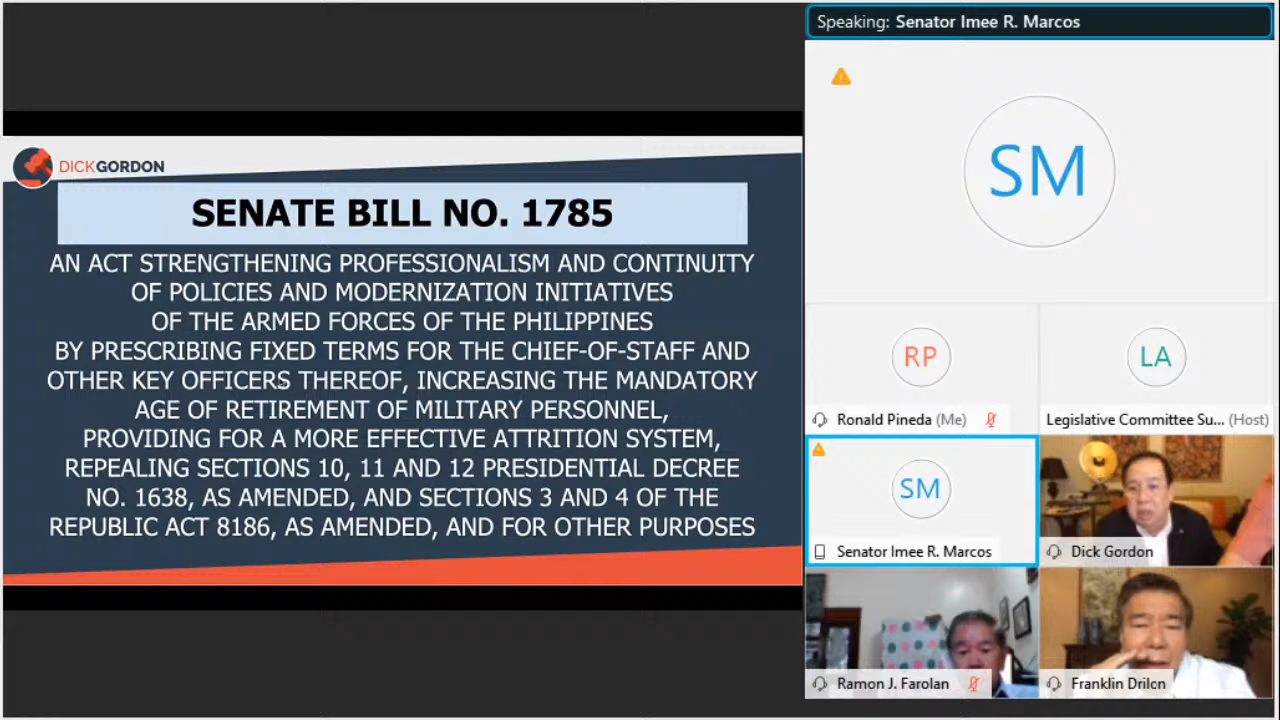 DICKGORDON
SENATE BILL NO. 1785
AN ACT STRENGTHENING PROFESSIONALISM AND CONTINUITY
OF POLICIES AND MODERNIZATION INITIATIVES
OF THE ARMED FORCES OF THE PHILIPPINES
BY PRESCRIBING FIXED TERMS FOR THE CHIEF-OF-STAFF AND
OTHER KEY OFFICERS THEREOF, INCREASING THE MANDATORY
AGE OF RETIREMENT OF MILITARY PERSONNEL,
PROVIDING FOR A MORE EFFECTIVE ATTRITION SYSTEM,
REPEALING SECTIONS 10, 11 AND 12 PRESIDENTIAL DECREE
NO. 1638, AS AMENDED, AND SECTIONS 3 AND 4 OF THE
REPUBLIC ACT 8186, AS AMENDED, AND FOR OTHER PURPOSES
Speaking: Senator Imee R. Marcos
SM
RP
Ronald Pineda (Me)
LA
Legislative Committee Su... (Host)
SM
Senator Imee R. Marcos
Dick Gordon
Ramon J. Farolan
Franklin Drilon